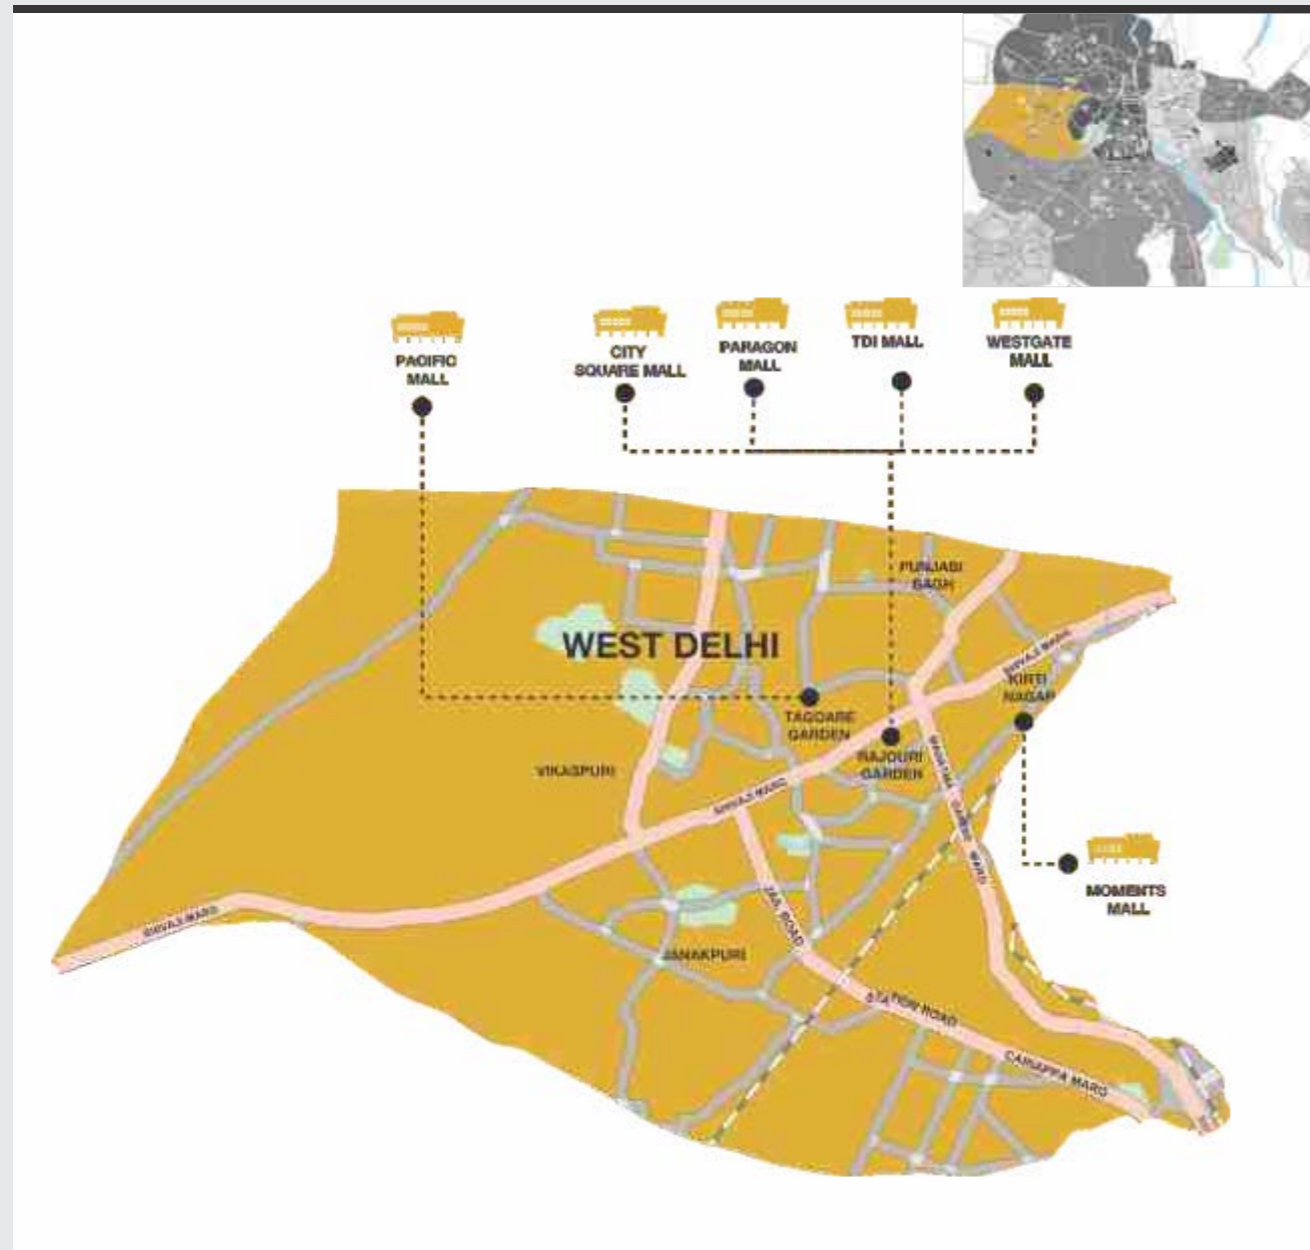 PACIFIC
MALL
CITY
SQUARE MALL
PARAGON
MALL
TDI MALL
WESTGATE
MALL
PUNJABI
BAGH
WEST DELHI
SHIVAJI MARG
KIRTI
NAGAR
TAGOARE
GARDEN
RAJOURI
GARDEN
VIKASPURI
SHIVAJI MARG
MOMENTS
MALL
SHIVAJI MARG
JAIL ROAD
JANAKPURI
STATION ROAD
CARIAPPA MARG